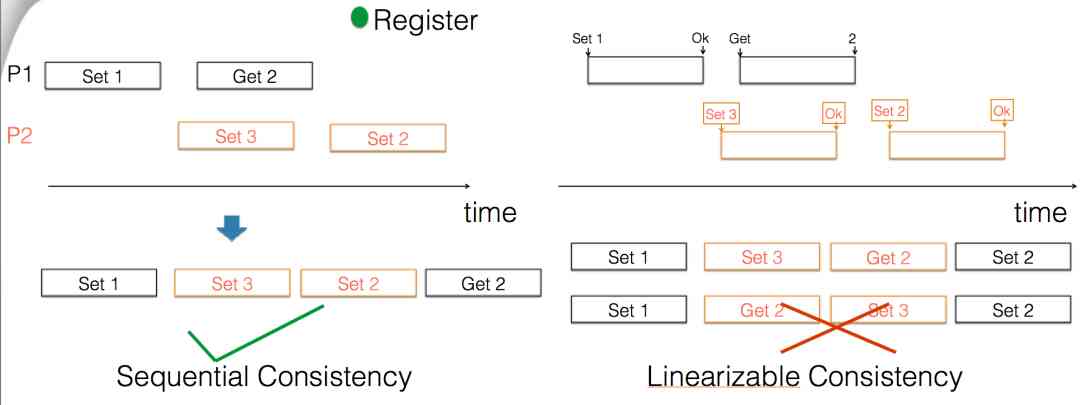 Register
P1
Set 1
Get 2
P2
Set 3
Set 2
time
Set 1
Set 3
Set 2
Get 2
Sequential Consistency
Set 1
Ok
Get
2
Set 3
Ok
Set 2
Ok
time
Set 1
Set 3
Get 2
Set 2
Set 1
Get 2
Set 3
Set 2
Linearizable Consistency